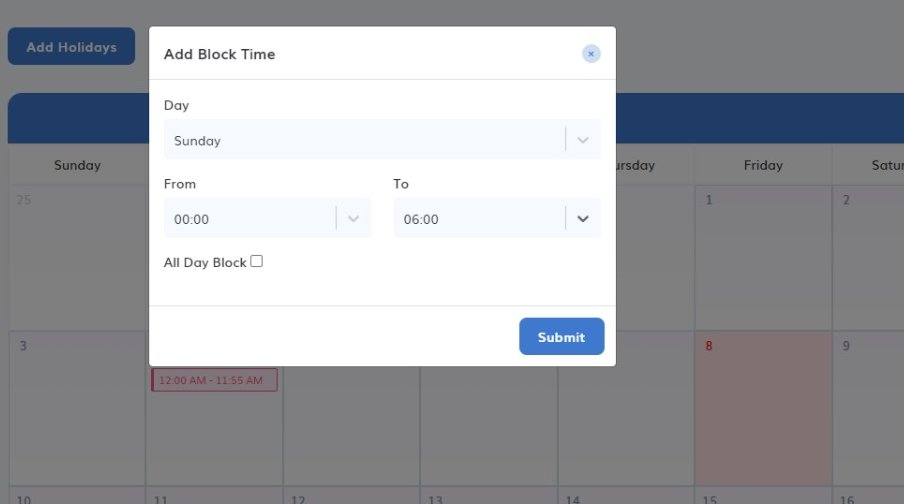 Add Holidays
Add Block Time
×
Day
Sunday
From
To
00:00
06:00
All Day Block
Submit
Sunday
ursday
Friday
Satur
25
1
2
3
8
9
12:00 AM - 11:55 AM
10
11
12
13
14
15
16